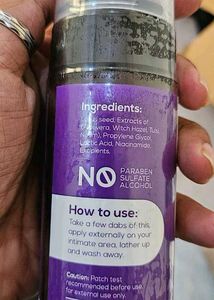 Ingredients:
seed, Extracts of
vera, Witch Hazel, Tulsi,
Propylene Glycol,
Lactic Acid, Niacinamide,
Excipients.
NO
PARABEN
SULFATE
ALCOHOL
How to use:
Take a few dabs of this,
apply externally on your
intimate area, lather up
and wash away.
Caution: Patch test
recommended before use.
for external use only.